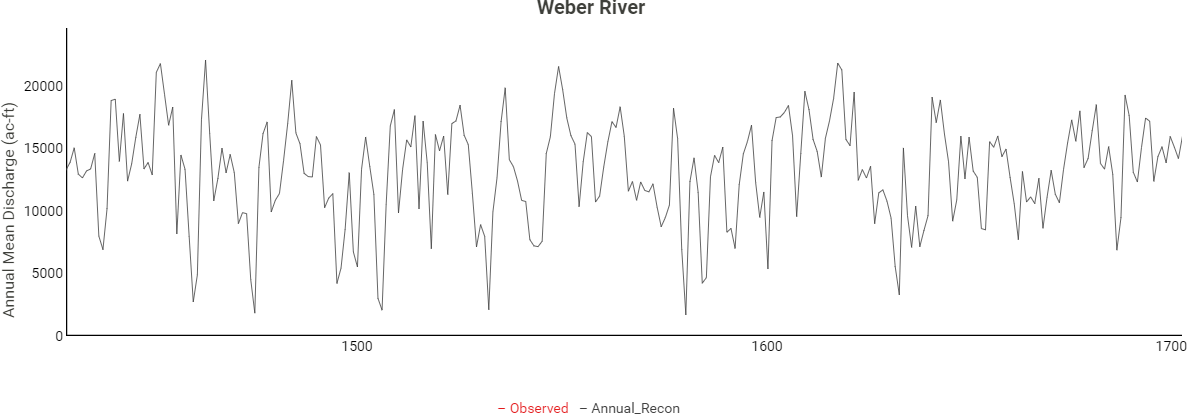 Weber River
Annual Mean Discharge (ac-ft)
20000
15000
10000
5000
0
1500
1600
1700
– Observed – Annual_Recon